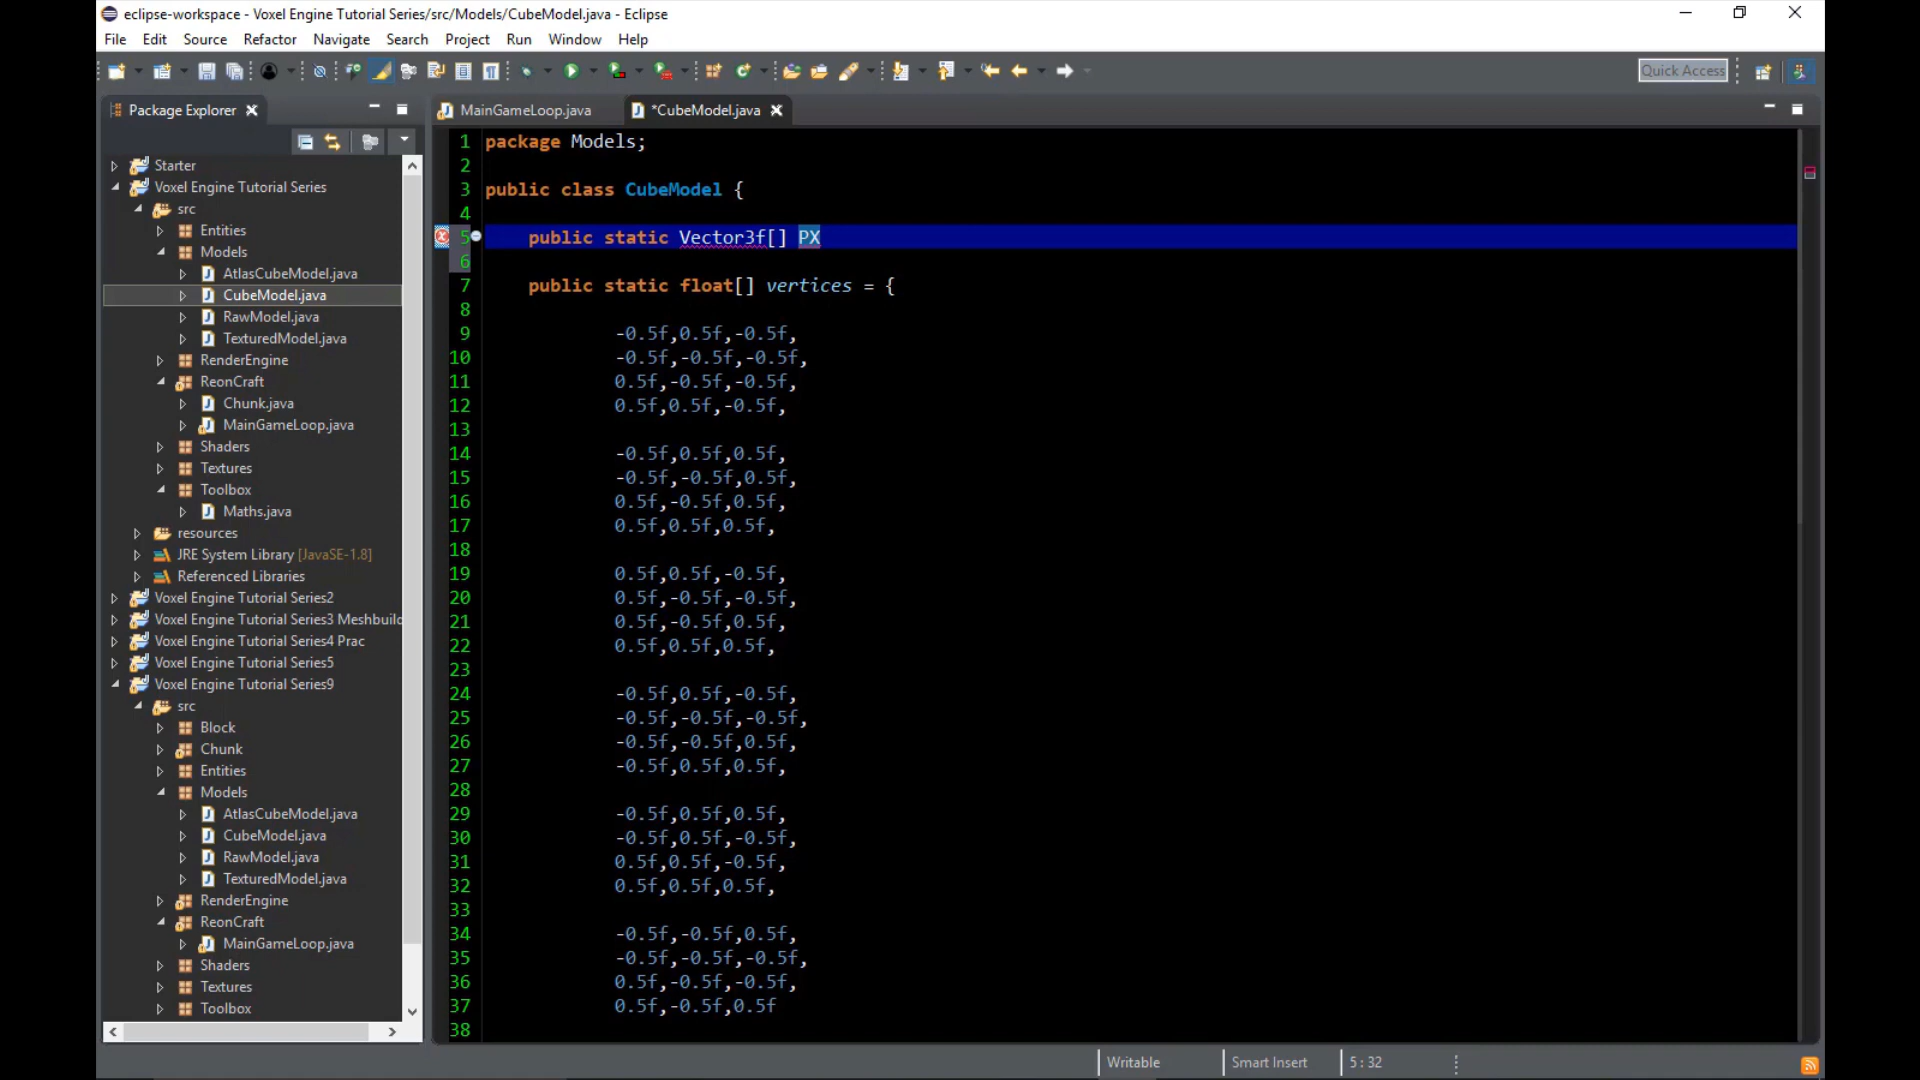 eclipse-workspace - Voxel Engine Tutorial Series/src/Models/CubeModel.java - Eclipse
File Edit Source Refactor Navigate Search Project Run Window Help
Quick Access
Package Explorer
MainGameLoop.java
*CubeModel.java
Starter
Voxel Engine Tutorial Series
src
Entities
Models
AtlasCubeModel.java
CubeModel.java
RawModel.java
TexturedModel.java
RenderEngine
ReonCraft
Chunk.java
MainGameLoop.java
Shaders
Textures
Toolbox
Maths.java
resources
JRE System Library [JavaSE-1.8]
Referenced Libraries
Voxel Engine Tutorial Series2
Voxel Engine Tutorial Series3 Meshbuild
Voxel Engine Tutorial Series4 Prac
Voxel Engine Tutorial Series5
Voxel Engine Tutorial Series9
src
Block
Chunk
Entities
Models
AtlasCubeModel.java
CubeModel.java
RawModel.java
TexturedModel.java
RenderEngine
ReonCraft
MainGameLoop.java
Shaders
Textures
Toolbox
1 package Models;
2
3 public class CubeModel {
4
5 public static Vector3f[] PX
6
7 public static float[] vertices = {
8
9 -0.5f,0.5f,-0.5f,
10 -0.5f,-0.5f,-0.5f,
11 0.5f,-0.5f,-0.5f,
12 0.5f,0.5f,-0.5f,
13
14 -0.5f,0.5f,0.5f,
15 -0.5f,-0.5f,0.5f,
16 0.5f,-0.5f,0.5f,
17 0.5f,0.5f,0.5f,
18
19 0.5f,0.5f,-0.5f,
20 0.5f,-0.5f,-0.5f,
21 0.5f,-0.5f,0.5f,
22 0.5f,0.5f,0.5f,
23
24 -0.5f,0.5f,-0.5f,
25 -0.5f,-0.5f,-0.5f,
26 -0.5f,-0.5f,0.5f,
27 -0.5f,0.5f,0.5f,
28
29 -0.5f,0.5f,0.5f,
30 -0.5f,0.5f,-0.5f,
31 0.5f,0.5f,-0.5f,
32 0.5f,0.5f,0.5f,
33
34 -0.5f,-0.5f,0.5f,
35 -0.5f,-0.5f,-0.5f,
36 0.5f,-0.5f,-0.5f,
37 0.5f,-0.5f,0.5f
38
Writable Smart Insert 5 : 32